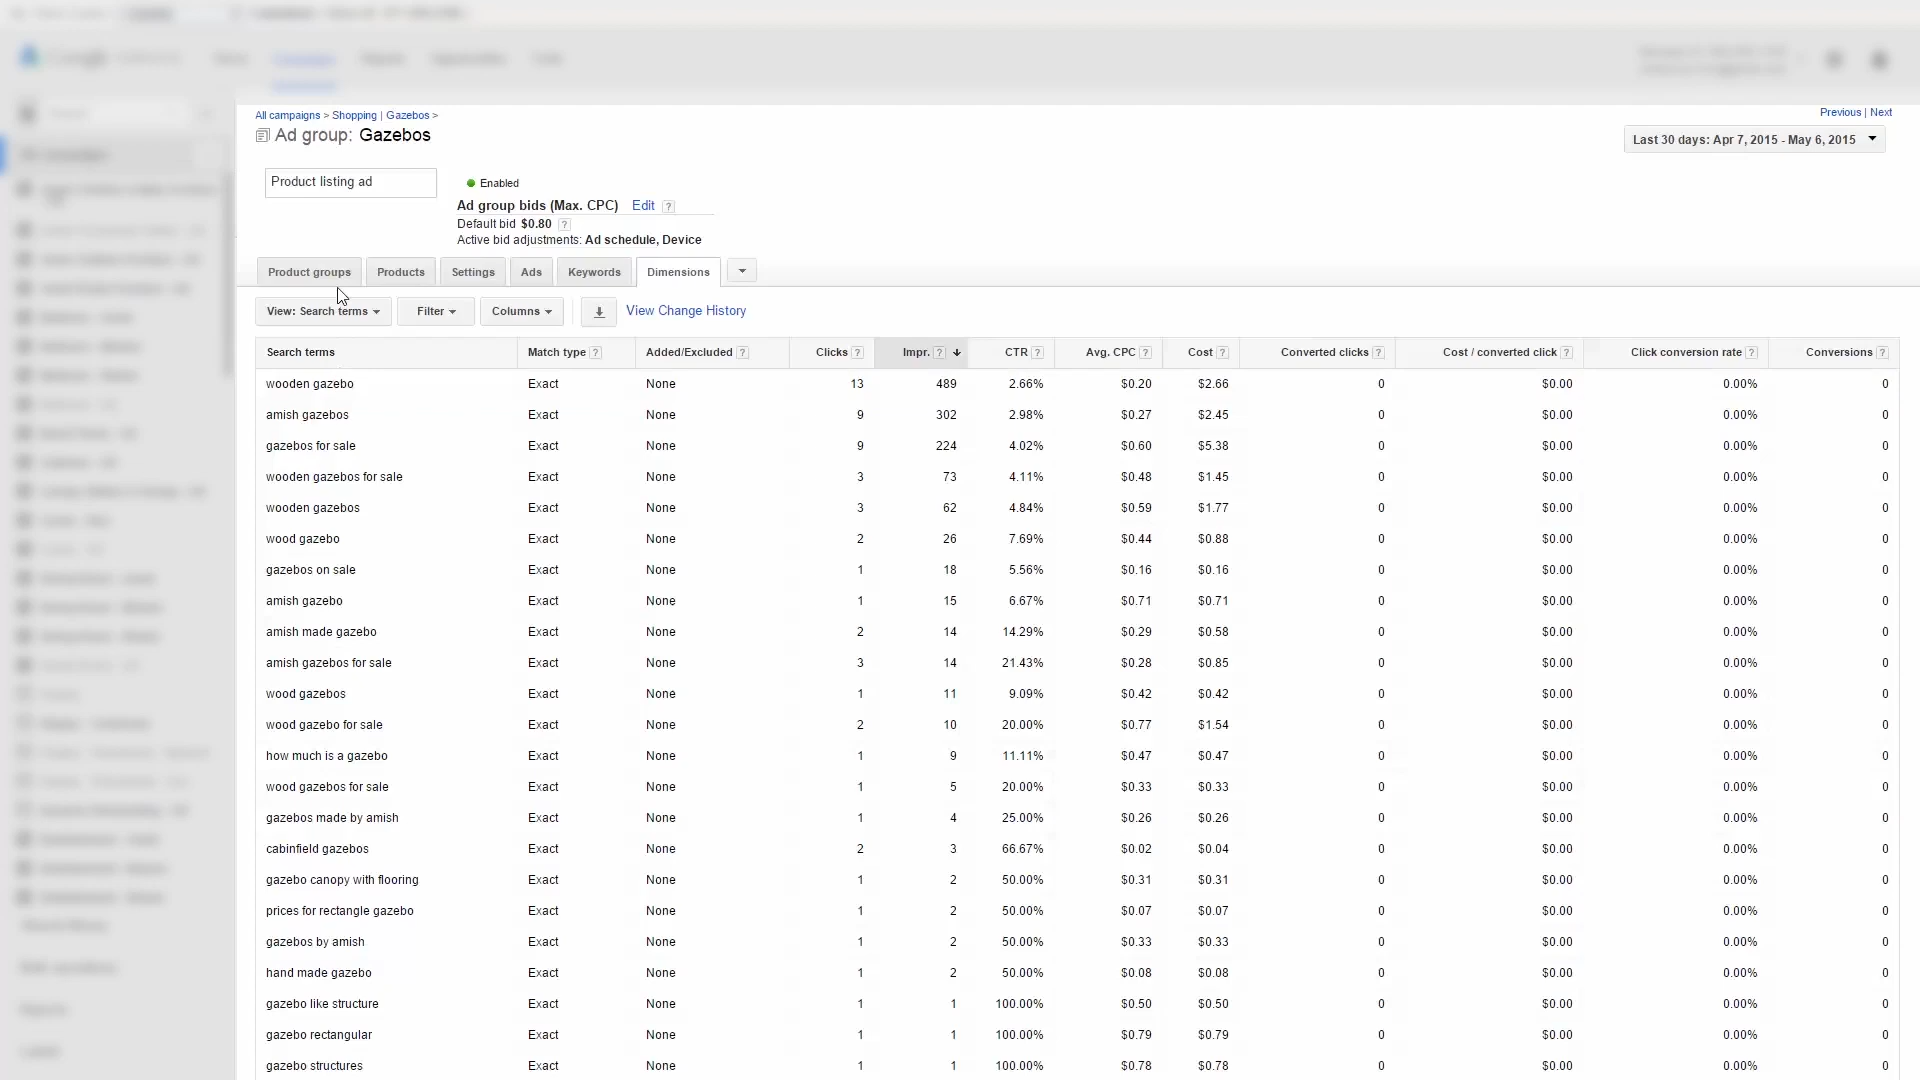 All campaigns > Shopping | Gazebos >
Previous | Next
Ad group: Gazebos
Last 30 days: Apr 7, 2015 - May 6, 2015
Product listing ad
Enabled
Ad group bids (Max. CPC) Edit ?
Default bid $0.80 ?
Active bid adjustments: Ad schedule, Device
Product groups Products Settings Ads Keywords Dimensions
View: Search terms Filter Columns View Change History
Search terms Match type ? Added/Excluded ? Clicks ? Impr. ? CTR ? Avg. CPC ? Cost ? Converted clicks ? Cost / converted click ? Click conversion rate ? Conversions ?
wooden gazebo Exact None 13 489 2.66% $0.20 $2.66 0 $0.00 0.00% 0
amish gazebos Exact None 9 302 2.98% $0.27 $2.45 0 $0.00 0.00% 0
gazebos for sale Exact None 9 224 4.02% $0.60 $5.38 0 $0.00 0.00% 0
wooden gazebos for sale Exact None 3 73 4.11% $0.48 $1.45 0 $0.00 0.00% 0
wooden gazebos Exact None 3 62 4.84% $0.59 $1.77 0 $0.00 0.00% 0
wood gazebo Exact None 2 26 7.69% $0.44 $0.88 0 $0.00 0.00% 0
gazebos on sale Exact None 1 18 5.56% $0.16 $0.16 0 $0.00 0.00% 0
amish gazebo Exact None 1 15 6.67% $0.71 $0.71 0 $0.00 0.00% 0
amish made gazebo Exact None 2 14 14.29% $0.29 $0.58 0 $0.00 0.00% 0
amish gazebos for sale Exact None 3 14 21.43% $0.28 $0.85 0 $0.00 0.00% 0
wood gazebos Exact None 1 11 9.09% $0.42 $0.42 0 $0.00 0.00% 0
wood gazebo for sale Exact None 2 10 20.00% $0.77 $1.54 0 $0.00 0.00% 0
how much is a gazebo Exact None 1 9 11.11% $0.47 $0.47 0 $0.00 0.00% 0
wood gazebos for sale Exact None 1 5 20.00% $0.33 $0.33 0 $0.00 0.00% 0
gazebos made by amish Exact None 1 4 25.00% $0.26 $0.26 0 $0.00 0.00% 0
cabinfield gazebos Exact None 2 3 66.67% $0.02 $0.04 0 $0.00 0.00% 0
gazebo canopy with flooring Exact None 1 2 50.00% $0.31 $0.31 0 $0.00 0.00% 0
prices for rectangle gazebo Exact None 1 2 50.00% $0.07 $0.07 0 $0.00 0.00% 0
gazebos by amish Exact None 1 2 50.00% $0.33 $0.33 0 $0.00 0.00% 0
hand made gazebo Exact None 1 2 50.00% $0.08 $0.08 0 $0.00 0.00% 0
gazebo like structure Exact None 1 1 100.00% $0.50 $0.50 0 $0.00 0.00% 0
gazebo rectangular Exact None 1 1 100.00% $0.79 $0.79 0 $0.00 0.00% 0
gazebo structures Exact None 1 1 100.00% $0.78 $0.78 0 $0.00 0.00% 0